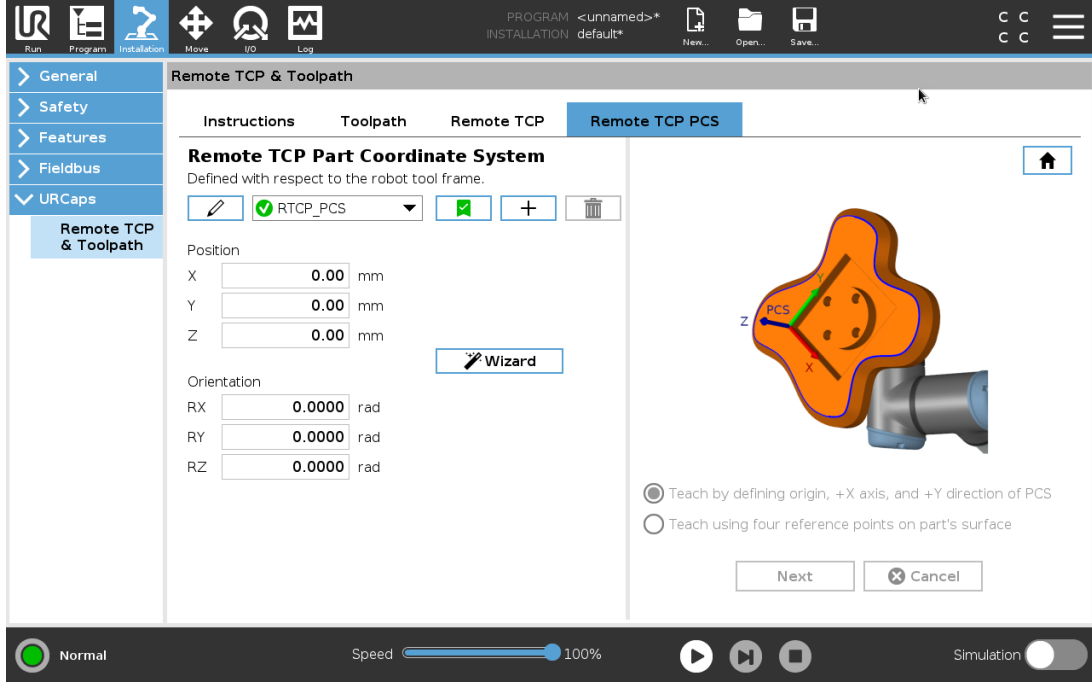 PROGRAM <unnamed>*
INSTALLATION default*
Run
Program
Installation
Move
I/O
Log
New...
Open...
Save...
C C
C C
General
Safety
Features
Fieldbus
URCaps
Remote TCP
& Toolpath
Remote TCP & Toolpath
Instructions
Toolpath
Remote TCP
Remote TCP PCS
Remote TCP Part Coordinate System
Defined with respect to the robot tool frame.
RTCP_PCS
Position
X 0.00 mm
Y 0.00 mm
Z 0.00 mm
Wizard
Orientation
RX 0.0000 rad
RY 0.0000 rad
RZ 0.0000 rad
Y
PCS
Z
X
Teach by defining origin, +X axis, and +Y direction of PCS
Teach using four reference points on part's surface
Next
Cancel
Normal
Speed 100%
Simulation